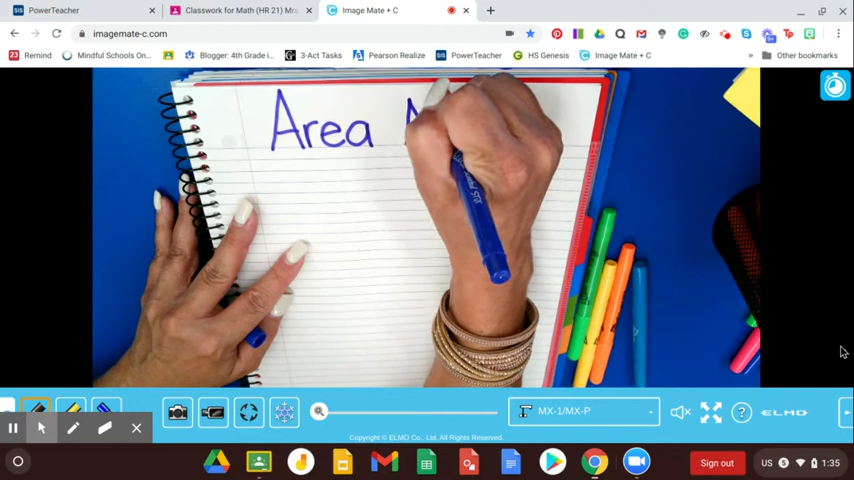 PowerTeacher
Classwork for Math (HR 21) Mrs
Image Mate + C
imagemate-c.com
Remind
Mindful Schools On...
Blogger: 4th Grade i...
3-Act Tasks
Pearson Realize
PowerTeacher
HS Genesis
Image Mate + C
Other bookmarks
Area
MX-1/MX-P
ELMO
Copyright © ELMO Co., Ltd. All Rights Reserved.
Sign out
US
1:35